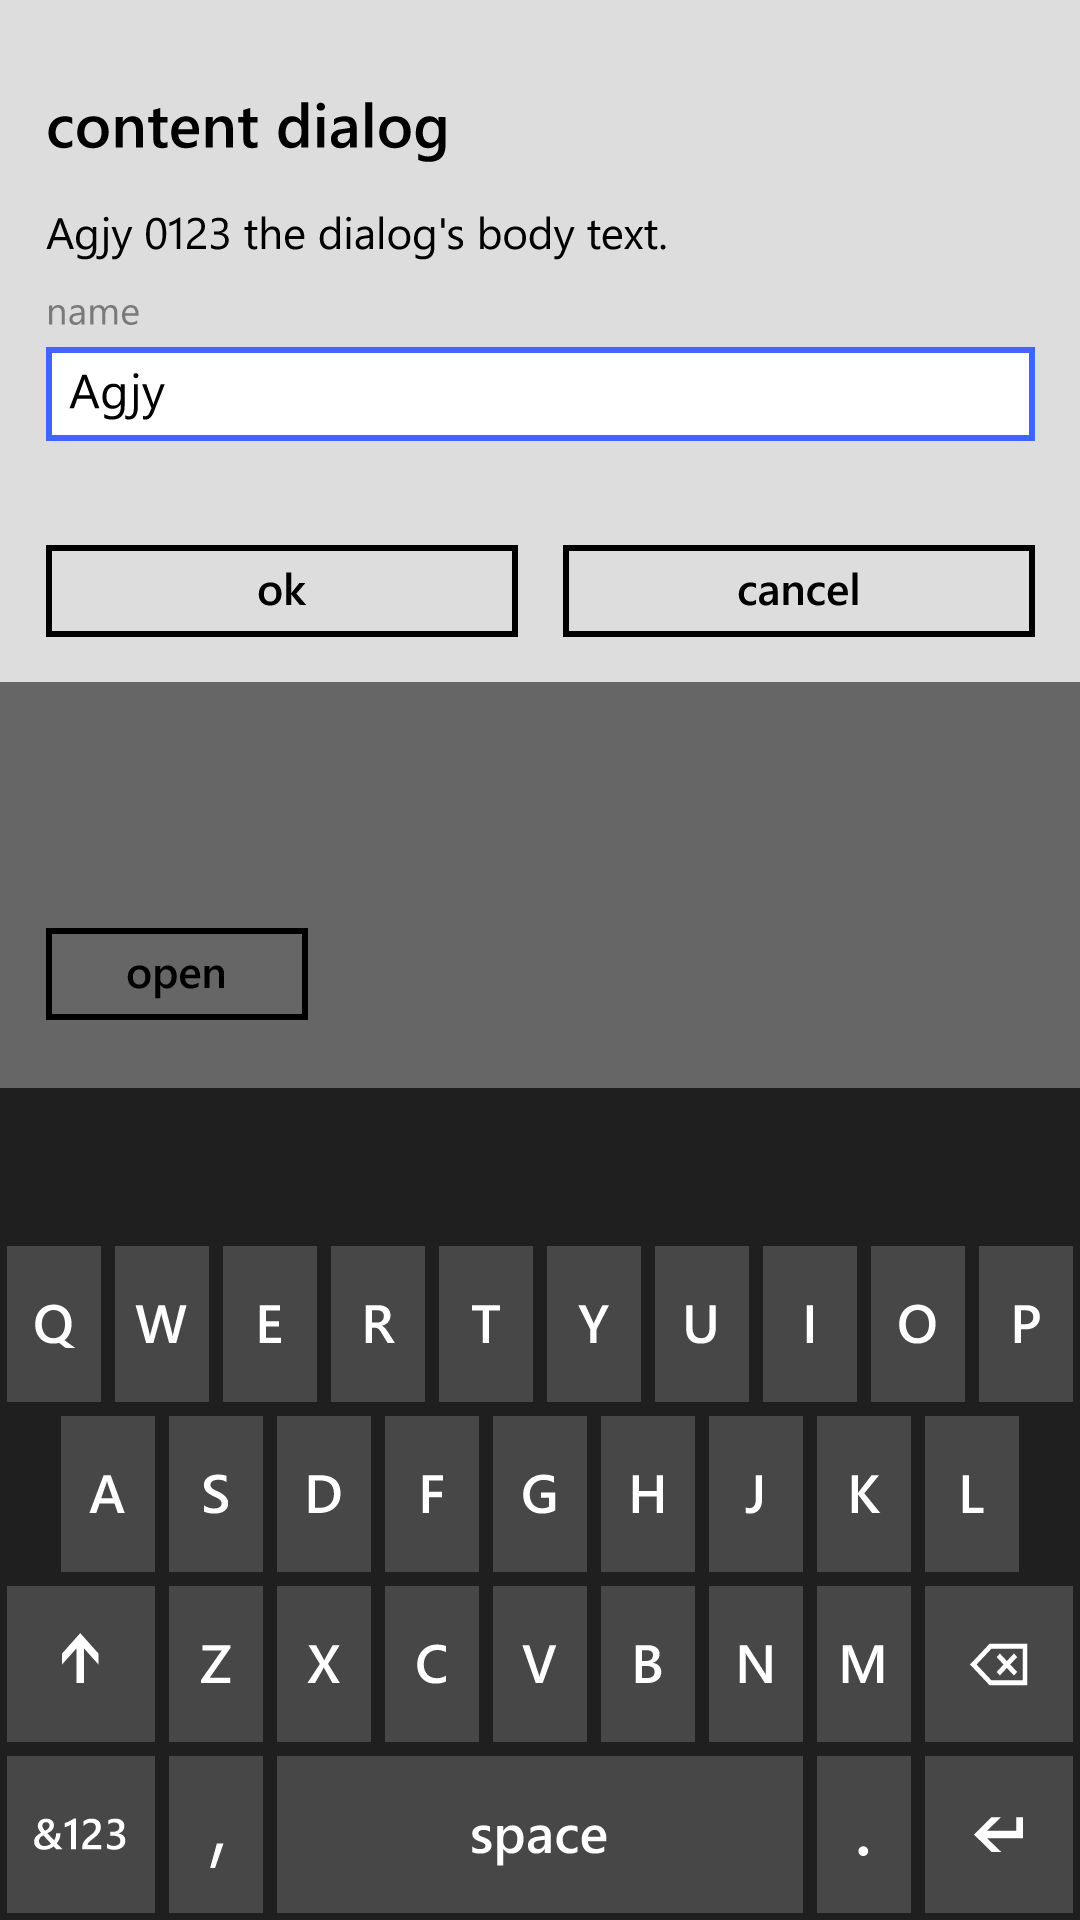 content dialog
Agjy 0123 the dialog's body text.
name
Agjy
ok cancel
open
Q W E R T Y U I O P
A S D F G H J K L
Z X C V B N M
&123 , space .